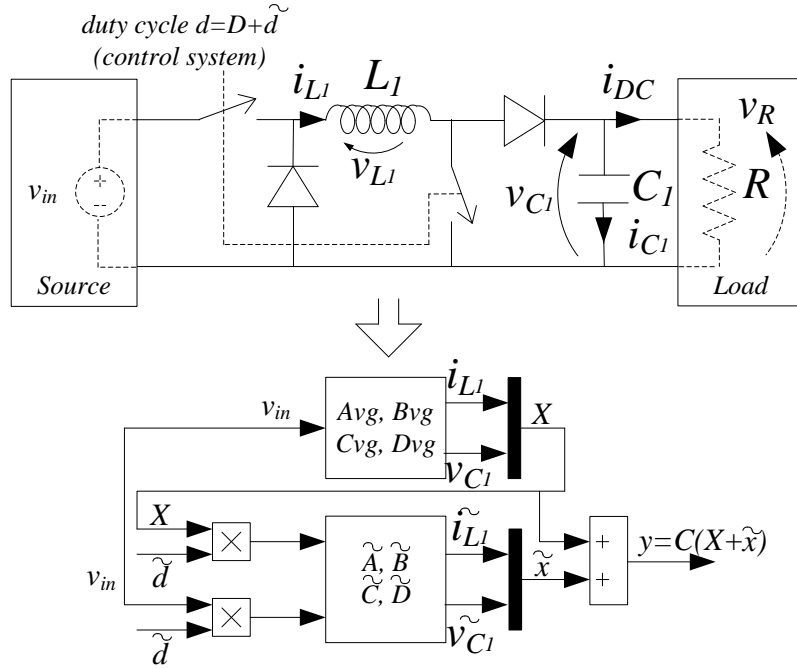 duty cycle d=D+d̃
(control system)
i_L1
L_1
i_DC
v_R
v_in
+
-
v_L1
v_C1
C_1
R
i_C1
Source
Load
v_in
Avg, Bvg
Cvg, Dvg
i_L1
v_C1
X
X
d̃
×
v_in
d̃
×
Ã, B̃
C̃, D̃
ĩ_L1
ṽ_C1
x̃
+
+
y=C(X+x̃)